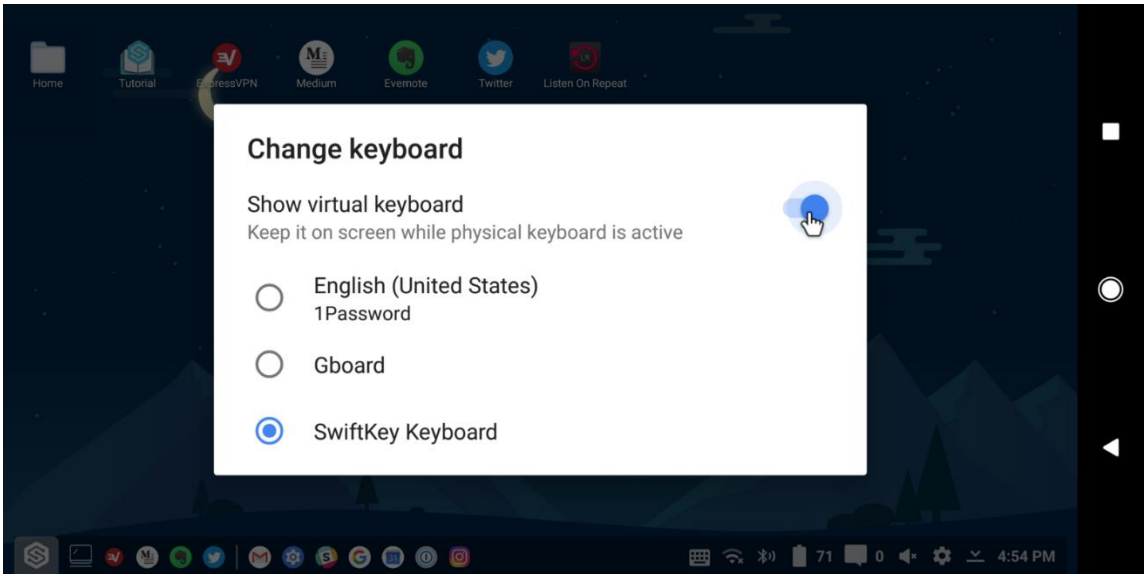 Home
Tutorial
ExpressVPN
Medium
Evernote
Twitter
Listen On Repeat
Change keyboard
Show virtual keyboard
Keep it on screen while physical keyboard is active
English (United States)
1Password
Gboard
SwiftKey Keyboard
71
0
4:54 PM